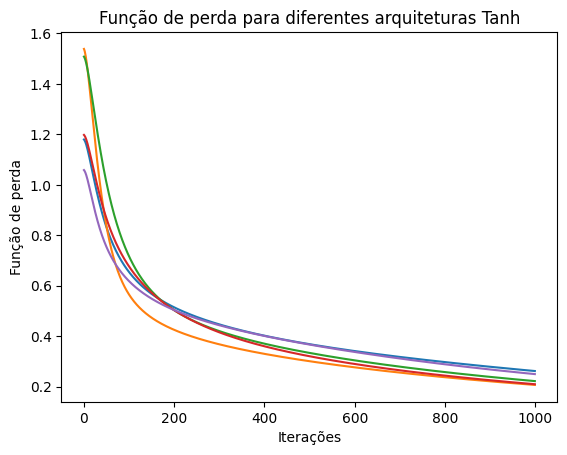 Função de perda para diferentes arquiteturas Tanh
1.6
1.4
1.2
1.0
0.8
0.6
0.4
0.2
Função de perda
0 200 400 600 800 1000
Iterações